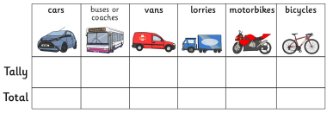 cars buses or coaches vans lorries motorbikes bicycles
Tally
Total